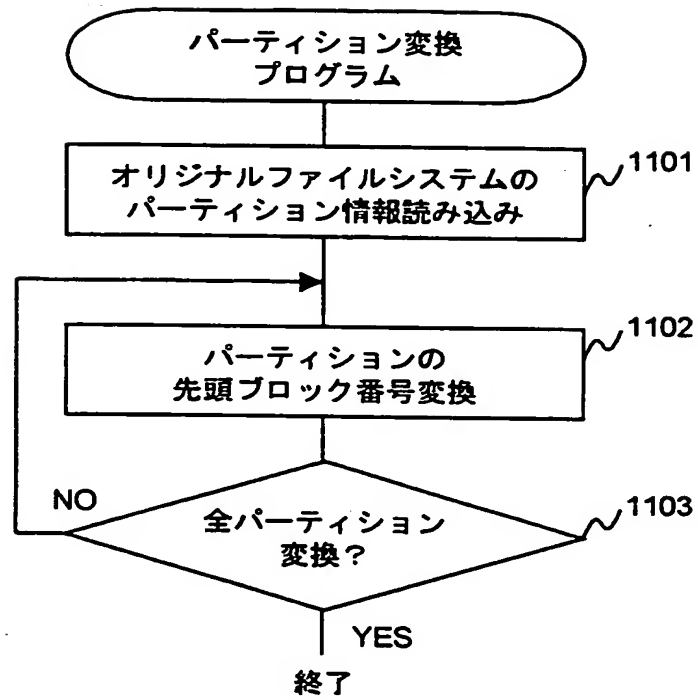 パーティション変換
プログラム
オリジナルファイルシステムの
パーティション情報読み込み
1101
パーティションの
先頭ブロック番号変換
1102
NO
全パーティション
変換？
1103
YES
終了